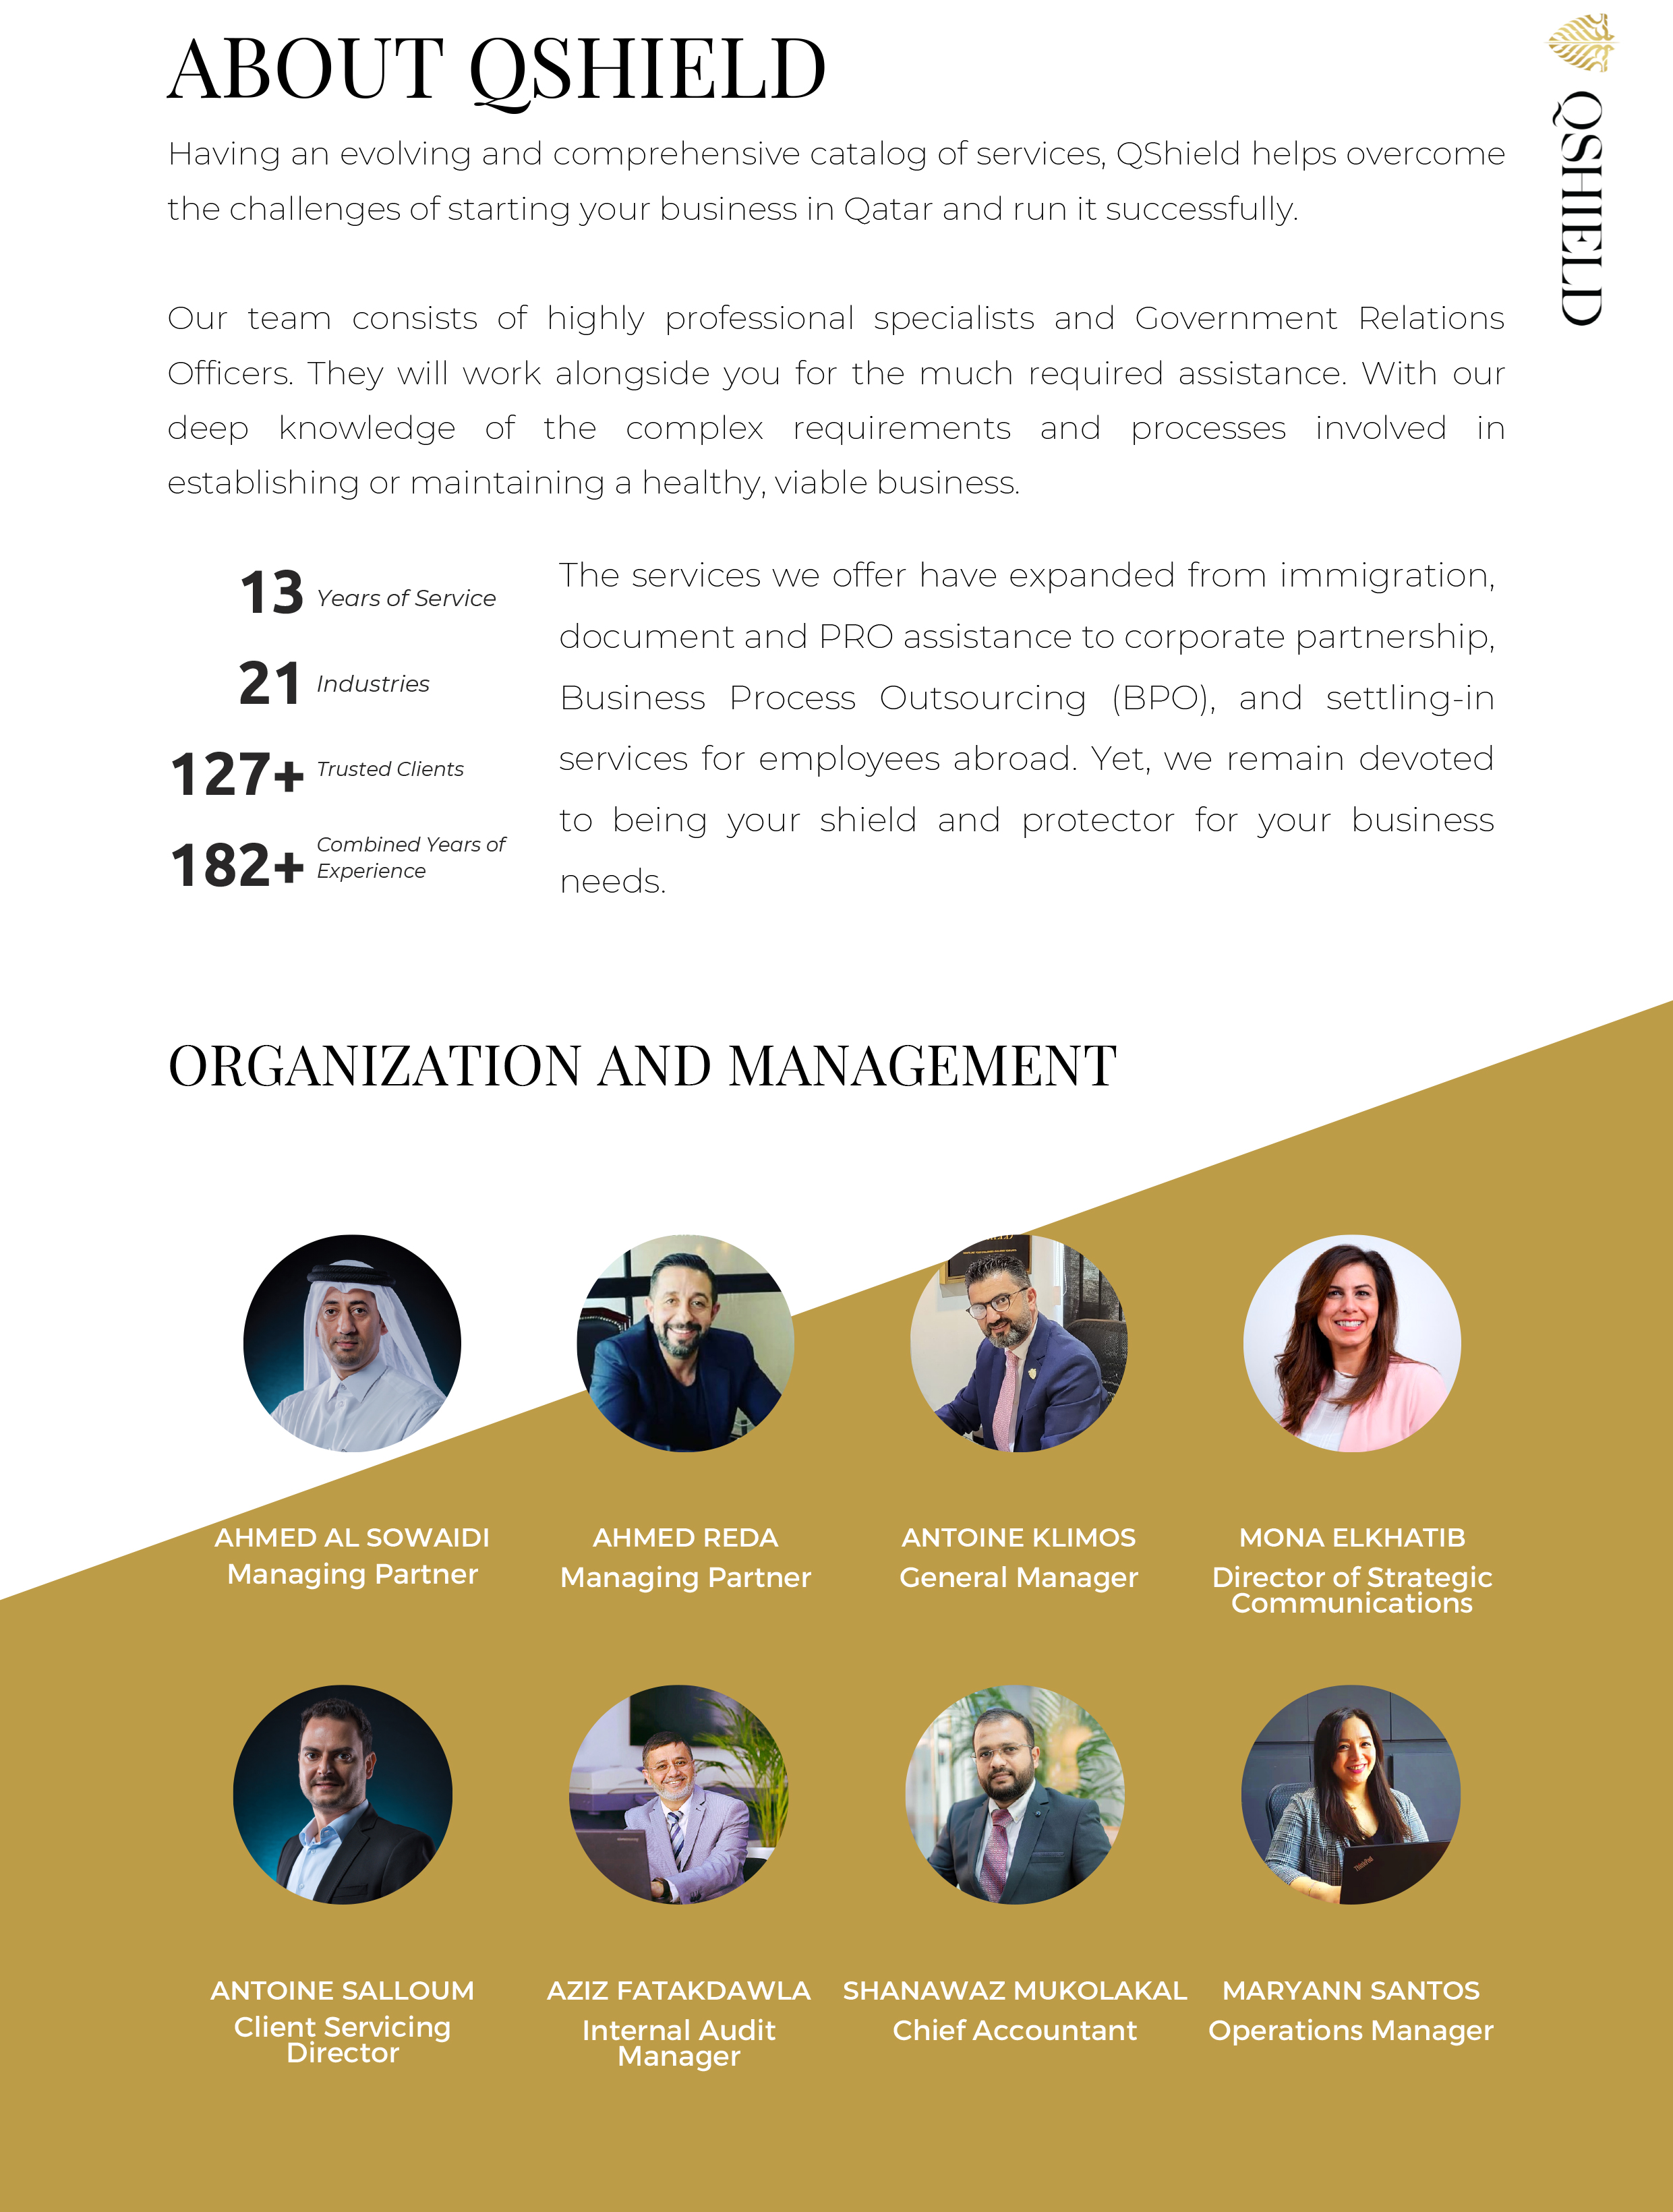 ABOUT QSHIELD
QSHIELD
Having an evolving and comprehensive catalog of services, QShield helps overcome
the challenges of starting your business in Qatar and run it successfully.
Our team consists of highly professional specialists and Government Relations
Officers. They will work alongside you for the much required assistance. With our
deep knowledge of the complex requirements and processes involved in
establishing or maintaining a healthy, viable business.
13 Years of Service
21 Industries
127+ Trusted Clients
182+ Combined Years of
Experience
The services we offer have expanded from immigration,
document and PRO assistance to corporate partnership,
Business Process Outsourcing (BPO), and settling-in
services for employees abroad. Yet, we remain devoted
to being your shield and protector for your business
needs.
ORGANIZATION AND MANAGEMENT
AHMED AL SOWAIDI
Managing Partner
AHMED REDA
Managing Partner
ANTOINE KLIMOS
General Manager
MONA ELKHATIB
Director of Strategic
Communications
ThinkPad
ANTOINE SALLOUM
Client Servicing
Director
AZIZ FATAKDAWLA
Internal Audit
Manager
SHANAWAZ MUKOLAKAL
Chief Accountant
MARYANN SANTOS
Operations Manager